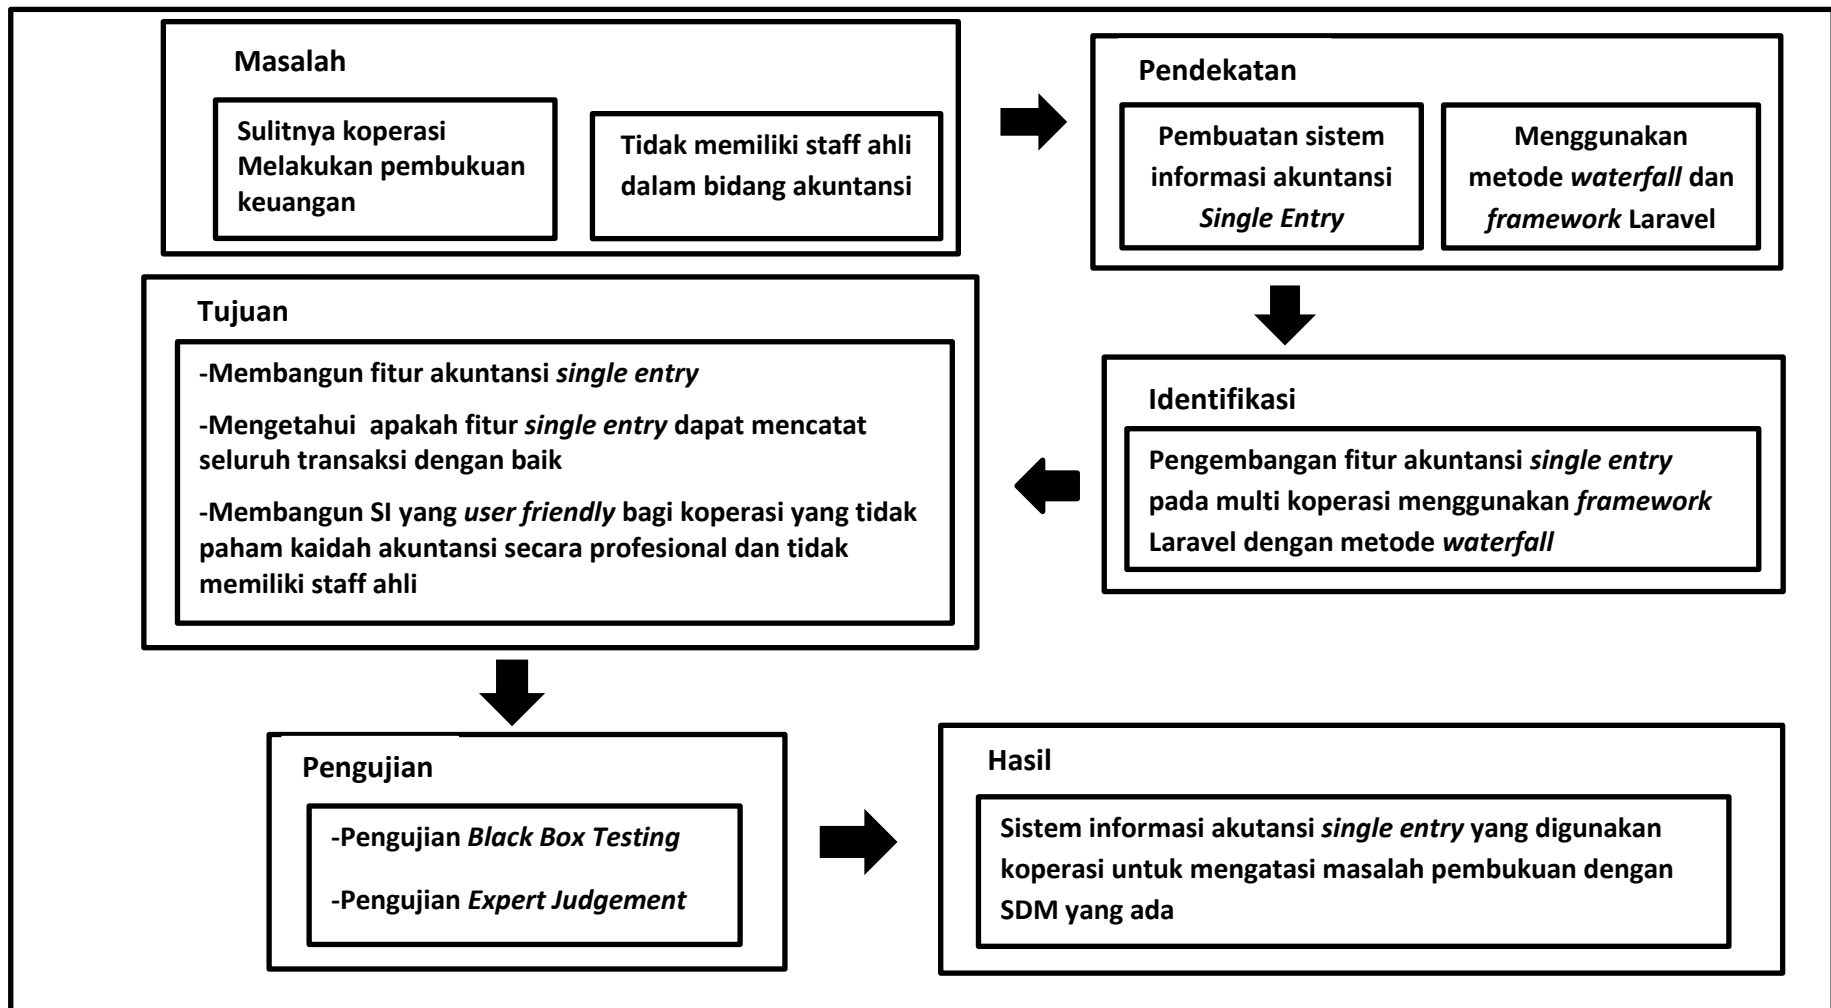 Masalah
Sulitnya koperasi
Melakukan pembukuan
keuangan
Tidak memiliki staff ahli
dalam bidang akuntansi
Pendekatan
Pembuatan sistem
informasi akuntansi
Single Entry
Menggunakan
metode waterfall dan
framework Laravel
Identifikasi
Pengembangan fitur akuntansi single entry
pada multi koperasi menggunakan framework
Laravel dengan metode waterfall
Tujuan
-Membangun fitur akuntansi single entry
-Mengetahui apakah fitur single entry dapat mencatat
seluruh transaksi dengan baik
-Membangun SI yang user friendly bagi koperasi yang tidak
paham kaidah akuntansi secara profesional dan tidak
memiliki staff ahli
Pengujian
-Pengujian Black Box Testing
-Pengujian Expert Judgement
Hasil
Sistem informasi akutansi single entry yang digunakan
koperasi untuk mengatasi masalah pembukuan dengan
SDM yang ada